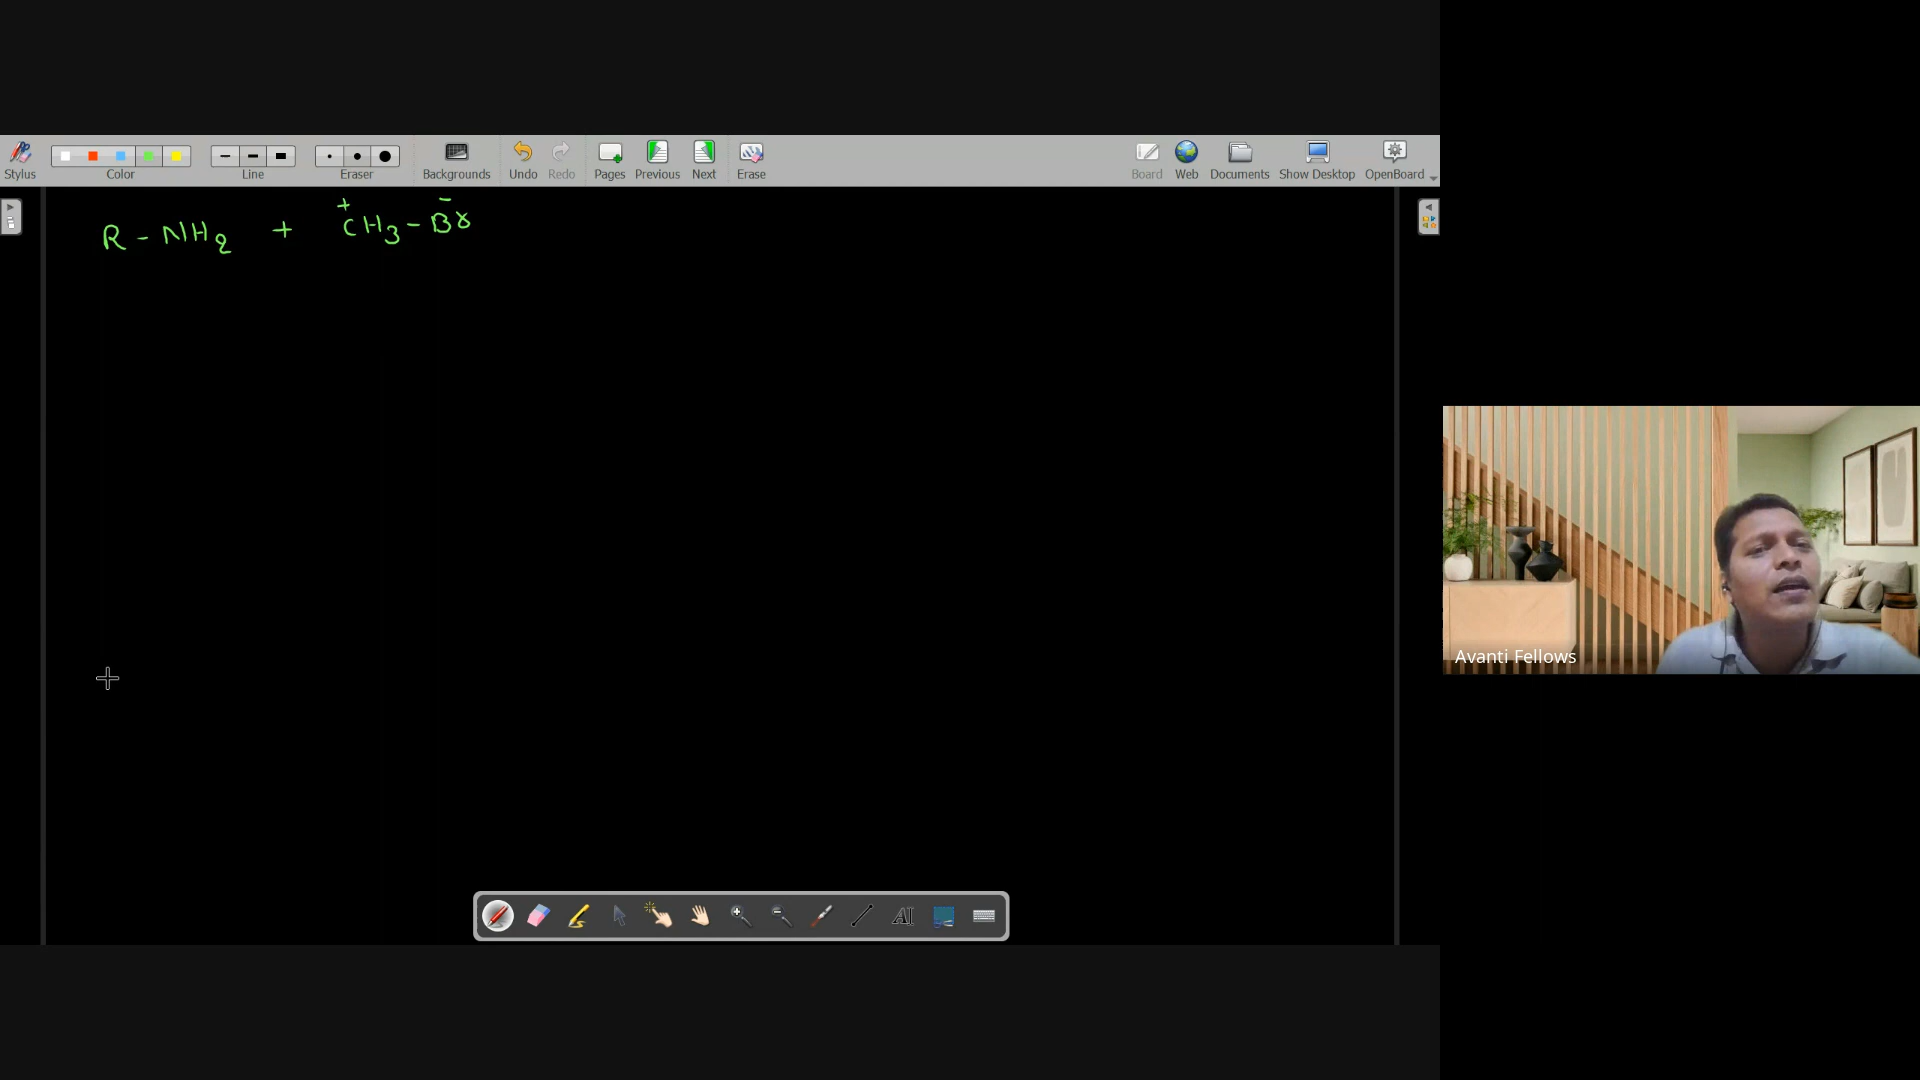 Stylus
Color
Line
Eraser
Backgrounds
Undo
Redo
Pages
Previous
Next
Erase
Board
Web
Documents
Show Desktop
OpenBoard
+ -
R - NH₂ + CH₃ - Br
AI
Avanti Fellows